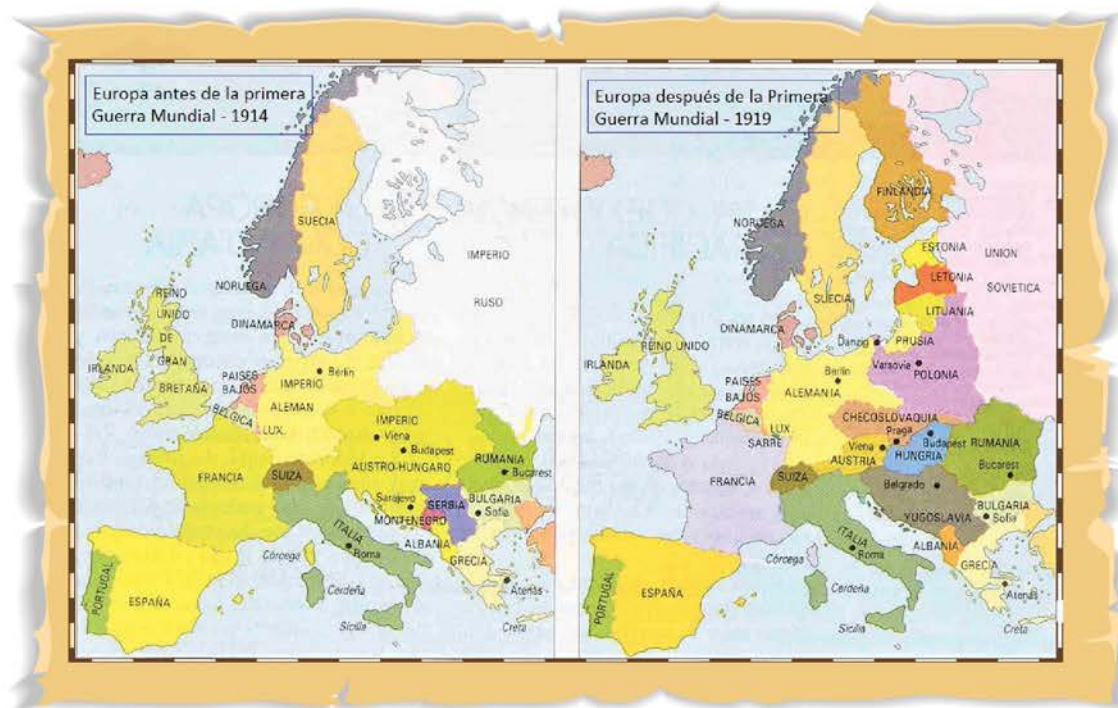 Europa antes de la primera
Guerra Mundial - 1914
SUECIA
NORUEGA
IMPERIO
RUSO
REINO
UNIDO
DE
GRAN
BRETAÑA
IRLANDA
DINAMARCA
PAISES
BAJOS
BELGICA
LUX.
Berlin
IMPERIO
ALEMAN
IMPERIO
Viena
Budapest
AUSTRO-HUNGARO
RUMANIA
Bucarest
FRANCIA
SUIZA
Sarajevo
SERBIA
MONTENEGRO
BULGARIA
Sofia
ITALIA
Roma
ALBANIA
GRECIA
Atenas
Creta
Córcega
Cerdeña
Sicilia
PORTUGAL
ESPAÑA
Europa después de la Primera
Guerra Mundial - 1919
FINLANDIA
NORUEGA
SUECIA
ESTONIA
LETONIA
LITUANIA
UNION
SOVIETICA
DINAMARCA
Danzig
PRUSIA
Varsovie
POLONIA
IRLANDA
REINO UNIDO
PAISES
BAJOS
BELGICA
LUX.
SARRE
Berlin
ALEMANIA
CHECOSLOVAQUIA
Praga
Viena
AUSTRIA
Budapest
HUNGRIA
RUMANIA
Bucarest
FRANCIA
SUIZA
Belgrado
YUGOSLAVIA
BULGARIA
Sofia
ITALIA
Roma
ALBANIA
GRECIA
Atenas
Creta
Córcega
Cerdeña
Sicilia
PORTUGAL
ESPAÑA